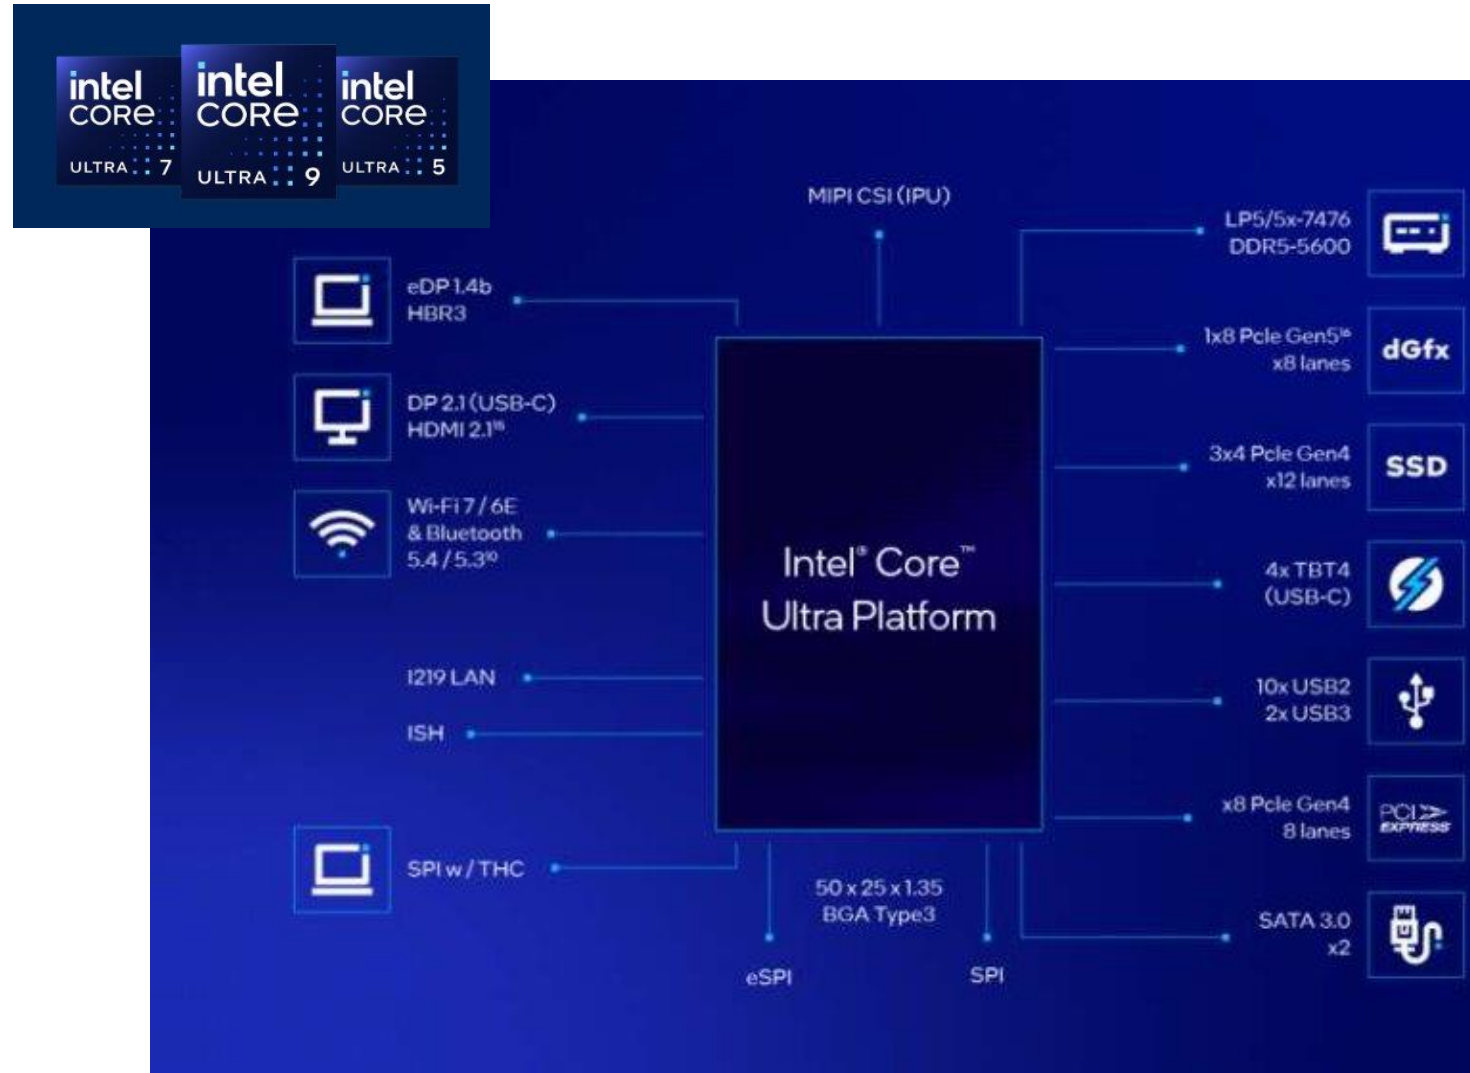 intel
CORE
ULTRA 7
intel
CORE
ULTRA 9
intel
CORE
ULTRA 5
MIPI CSI (IPU)
eDP 1.4b
HBR3
DP 2.1 (USB-C)
HDMI 2.1¹⁶
Wi-Fi 7 / 6E
& Bluetooth
5.4 / 5.3¹⁰
I219 LAN
ISH
SPI w / THC
Intel® Core™
Ultra Platform
50 x 25 x 1.35
BGA Type3
eSPI
SPI
LP5/5x-7476
DDR5-5600
1x8 PcIe Gen5¹⁶
x8 lanes
dGfx
3x4 PcIe Gen4
x12 lanes
SSD
4x TBT4
(USB-C)
10x USB2
2x USB3
x8 PcIe Gen4
8 lanes
PCI
EXPRESS
SATA 3.0
x2